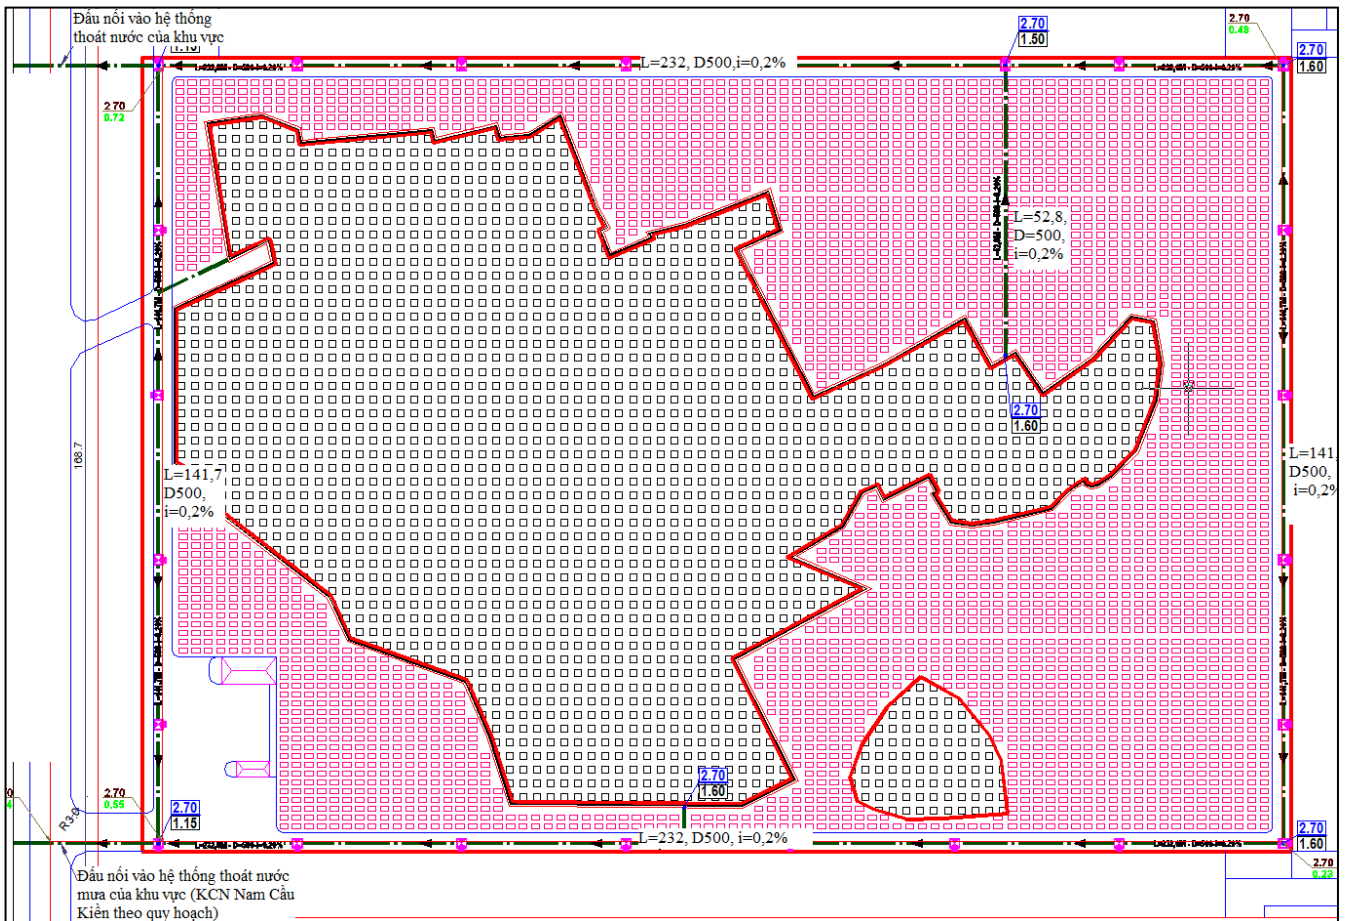 Đấu nối vào hệ thống
thoát nước của khu vực
2.70
1.50
2.70
0.48
2.70
1.60
L=232, D500,i=0,2%
2.70
0.72
L=52,8,
D=500,
i=0,2%
2.70
1.60
168.7
L=141,7
D500,
i=0,2%
L=141,
D500,
i=0,2%
2.70
1.60
2.70
0.55
2.70
1.15
R3.0
L=232, D500, i=0,2%
2.70
1.60
2.70
0.23
Đấu nối vào hệ thống thoát nước
mưa của khu vực (KCN Nam Cầu
Kiền theo quy hoạch)